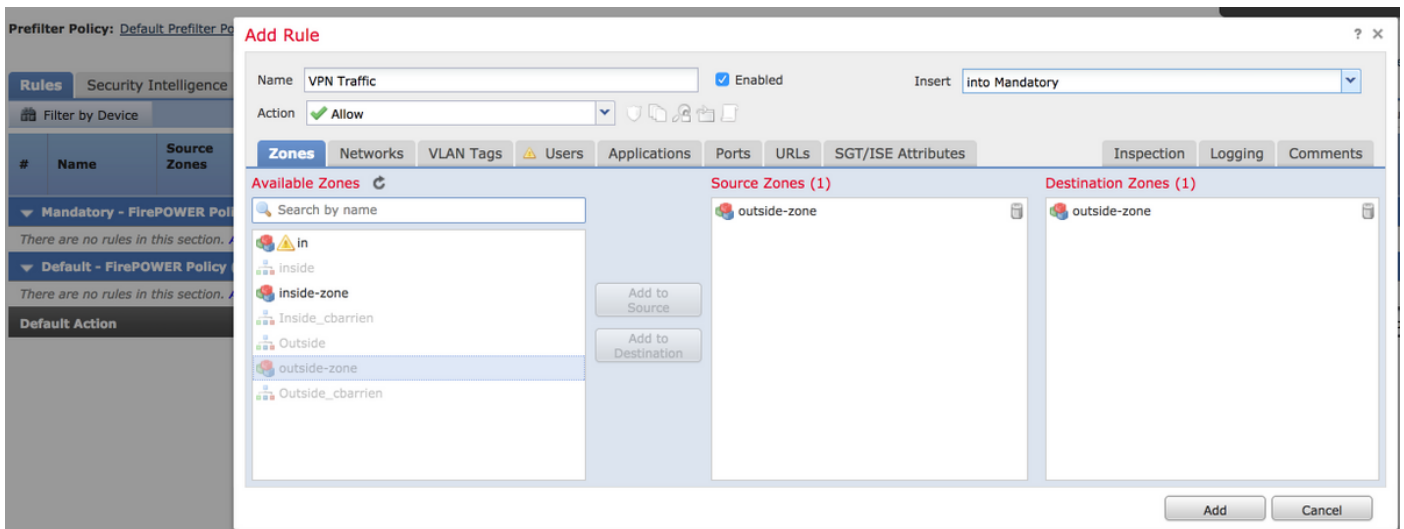 Prefilter Policy: Default Prefilter Po
Add Rule
? ×
Name VPN Traffic Enabled Insert into Mandatory
Action Allow
Rules Security Intelligence
Filter by Device
# Name Source Zones
Zones Networks VLAN Tags Users Applications Ports URLs SGT/ISE Attributes Inspection Logging Comments
Available Zones Source Zones (1) Destination Zones (1)
Search by name
outside-zone
outside-zone
in
inside
inside-zone
Inside_cbarrien
Outside
outside-zone
Outside_cbarrien
Add to
Source
Add to
Destination
Mandatory - FirePOWER Poli
There are no rules in this section.
Default - FirePOWER Policy
There are no rules in this section.
Default Action
Add Cancel